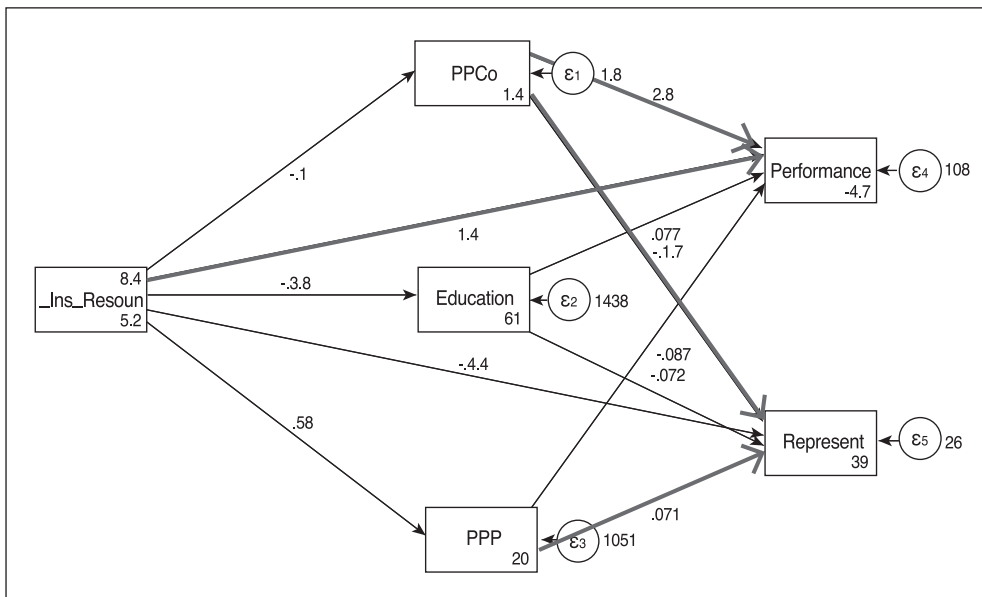 PPCo
1.4
ε1
1.8
2.8
Performance
-4.7
ε4
108
-.1
1.4
.077
-.1.7
8.4
_Ins_Resoun
5.2
-.3.8
Education
61
ε2
1438
-.087
-.072
-.4.4
.58
Represent
39
ε5
26
PPP
20
ε3
1051
.071